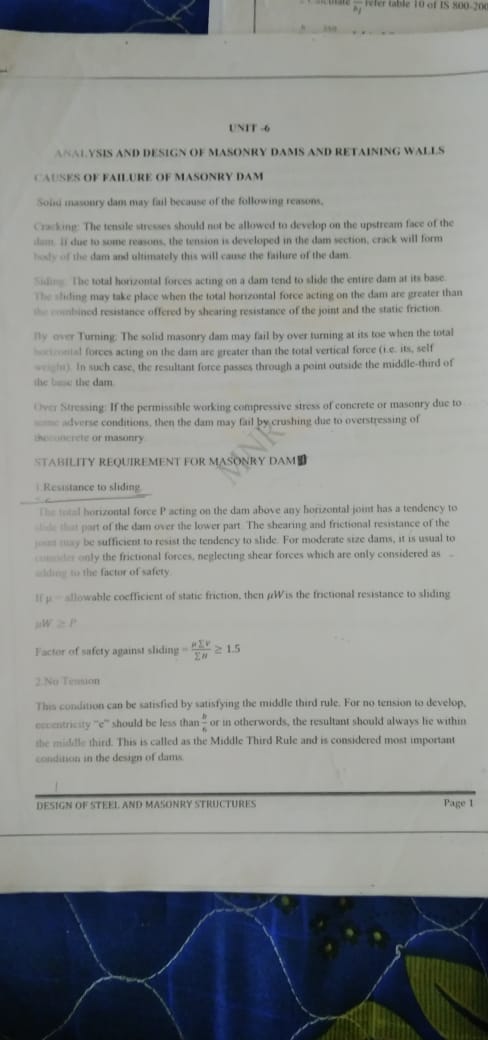 refer table 10 of IS 800-200
UNIT -6
ANALYSIS AND DESIGN OF MASONRY DAMS AND RETAINING WALLS
CAUSES OF FAILURE OF MASONRY DAM
Solid masonry dam may fail because of the following reasons,
Cracking: The tensile stresses should not be allowed to develop on the upstream face of the
dam. If due to some reasons, the tension is developed in the dam section, crack will form
body of the dam and ultimately this will cause the failure of the dam.
Siding: The total horizontal forces acting on a dam tend to slide the entire dam at its base.
The sliding may take place when the total horizontal force acting on the dam are greater than
the combined resistance offered by shearing resistance of the joint and the static friction.
By over Turning: The solid masonry dam may fail by over turning at its toe when the total
horizontal forces acting on the dam are greater than the total vertical force (i.e. its, self
weight). In such case, the resultant force passes through a point outside the middle-third of
the base the dam.
Over Stressing: If the permissible working compressive stress of concrete or masonry due to
some adverse conditions, then the dam may fail by crushing due to overstressing of
theconcrete or masonry.
MNR
STABILITY REQUIREMENT FOR MASONRY DAM
1.Resistance to sliding
The total horizontal force P acting on the dam above any horizontal joint has a tendency to
slide that part of the dam over the lower part. The shearing and frictional resistance of the
joint may be sufficient to resist the tendency to slide. For moderate size dams, it is usual to
consider only the frictional forces, neglecting shear forces which are only considered as
adding to the factor of safety.
If μ = allowable coefficient of static friction, then μW is the frictional resistance to sliding
μW ≥ P
Factor of safety against sliding = μ∑V/∑H ≥ 1.5
2.No Tension
This condition can be satisfied by satisfying the middle third rule. For no tension to develop,
eccentricity "e" should be less than b/6 or in otherwords, the resultant should always lie within
the middle third. This is called as the Middle Third Rule and is considered most important
condition in the design of dams.
DESIGN OF STEEL AND MASONRY STRUCTURES Page 1